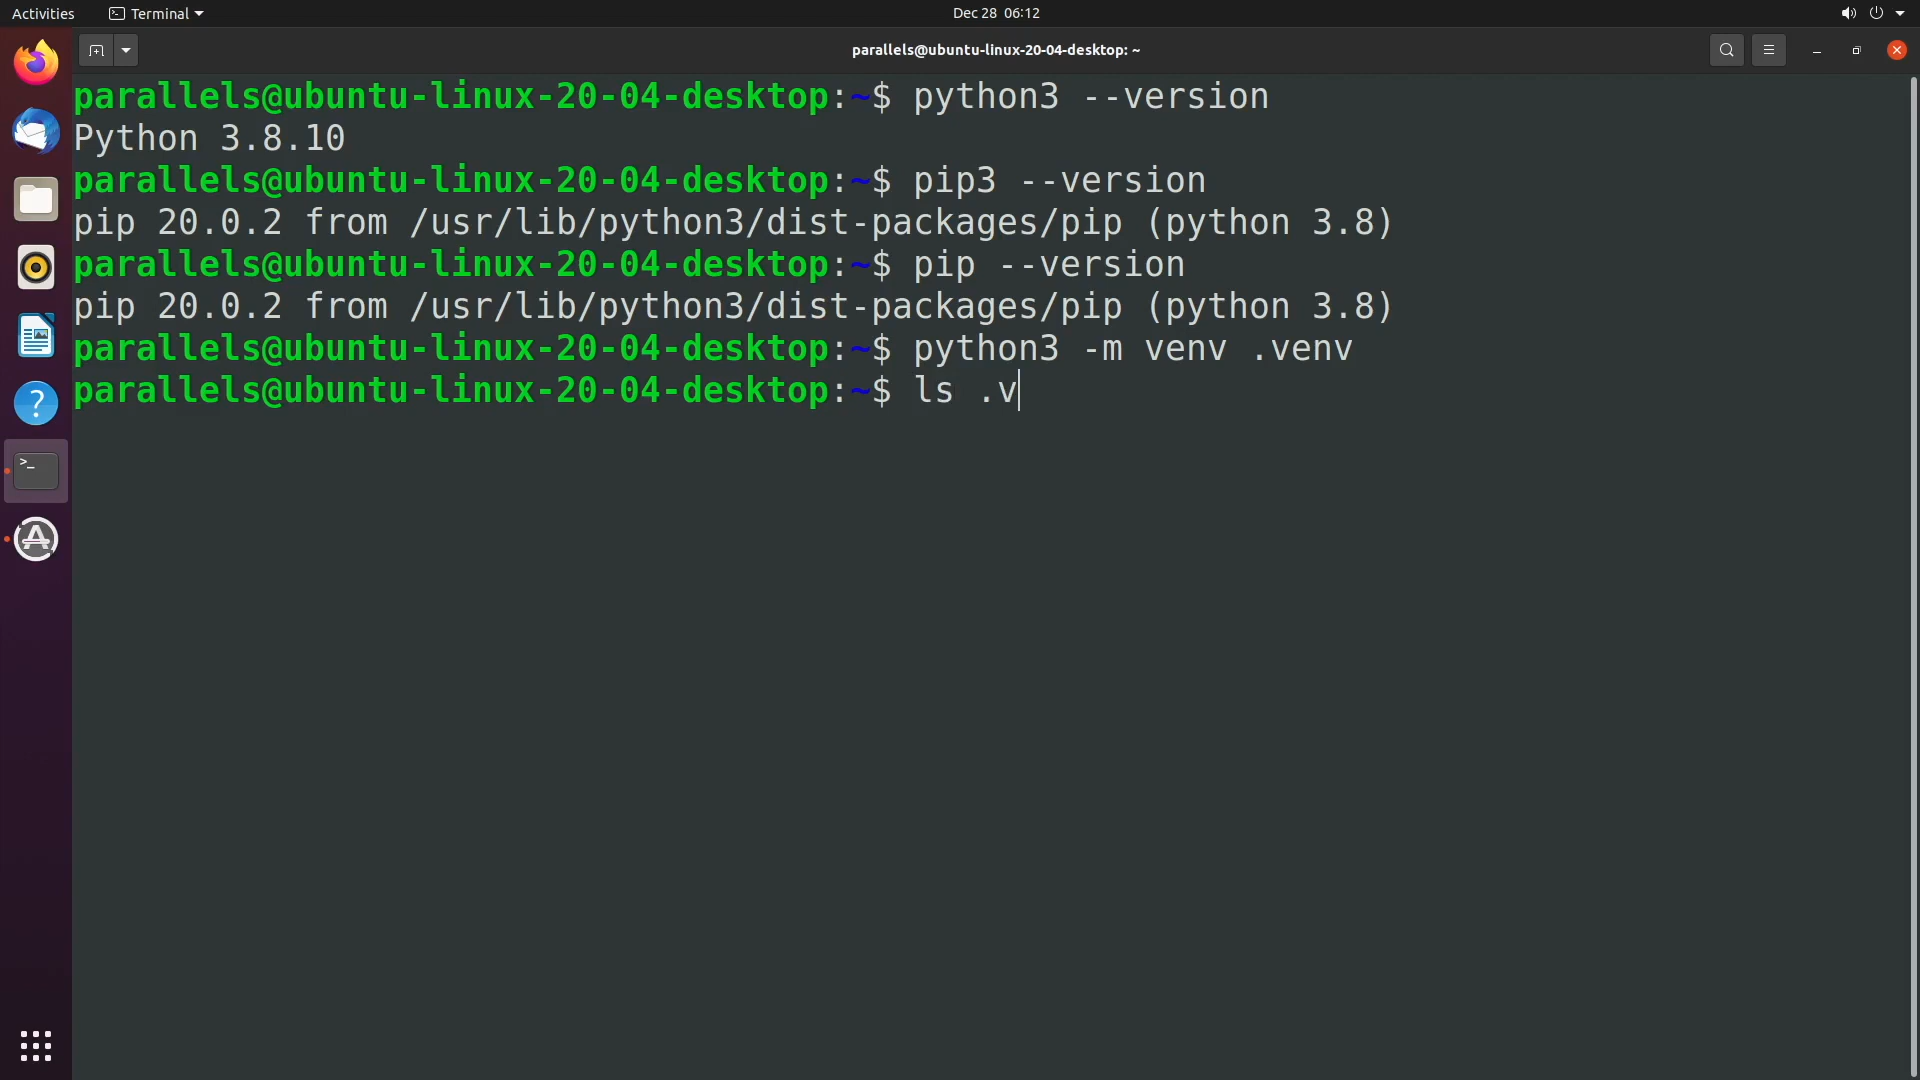 Activities Terminal Dec 28 06:12
parallels@ubuntu-linux-20-04-desktop: ~
parallels@ubuntu-linux-20-04-desktop:~$ python3 --version
Python 3.8.10
parallels@ubuntu-linux-20-04-desktop:~$ pip3 --version
pip 20.0.2 from /usr/lib/python3/dist-packages/pip (python 3.8)
parallels@ubuntu-linux-20-04-desktop:~$ pip --version
pip 20.0.2 from /usr/lib/python3/dist-packages/pip (python 3.8)
parallels@ubuntu-linux-20-04-desktop:~$ python3 -m venv .venv
parallels@ubuntu-linux-20-04-desktop:~$ ls .v